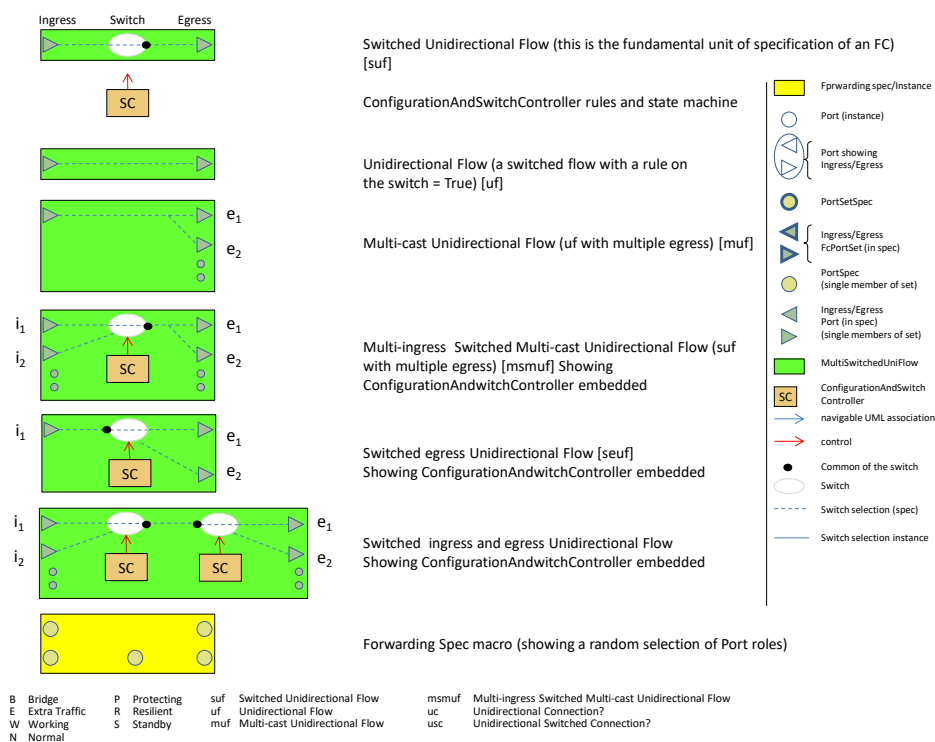 Ingress Switch Egress
Switched Unidirectional Flow (this is the fundamental unit of specification of an FC)
[suf]
SC
ConfigurationAndSwitchController rules and state machine
Unidirectional Flow (a switched flow with a rule on
the switch = True) [uf]
e1
e2
Multi-cast Unidirectional Flow (uf with multiple egress) [muf]
i1
i2
SC
e1
e2
Multi-ingress Switched Multi-cast Unidirectional Flow (suf
with multiple egress) [msmuf] Showing
ConfigurationAndwitchController embedded
i1
SC
e1
e2
Switched egress Unidirectional Flow [seuf]
Showing ConfigurationAndwitchController embedded
i1
i2
SC
SC
e1
e2
Switched ingress and egress Unidirectional Flow
Showing ConfigurationAndwitchController embedded
Forwarding Spec macro (showing a random selection of Port roles)
Fprwarding spec/Instance
Port (instance)
Port showing
Ingress/Egress
PortSetSpec
Ingress/Egress
FcPortSet (in spec)
PortSpec
(single member of set)
Ingress/Egress
Port (in spec)
(single members of set)
MultiSwitchedUniFlow
SC
ConfigurationAndSwitch
Controller
navigable UML association
control
Common of the switch
Switch
Switch selection (spec)
Switch selection instance
B Bridge P Protecting suf Switched Unidirectional Flow msmuf Multi-ingress Switched Multi-cast Unidirectional Flow
E Extra Traffic R Resilient uf Unidirectional Flow uc Unidirectional Connection?
W Working S Standby muf Multi-cast Unidirectional Flow usc Unidirectional Switched Connection?
N Normal